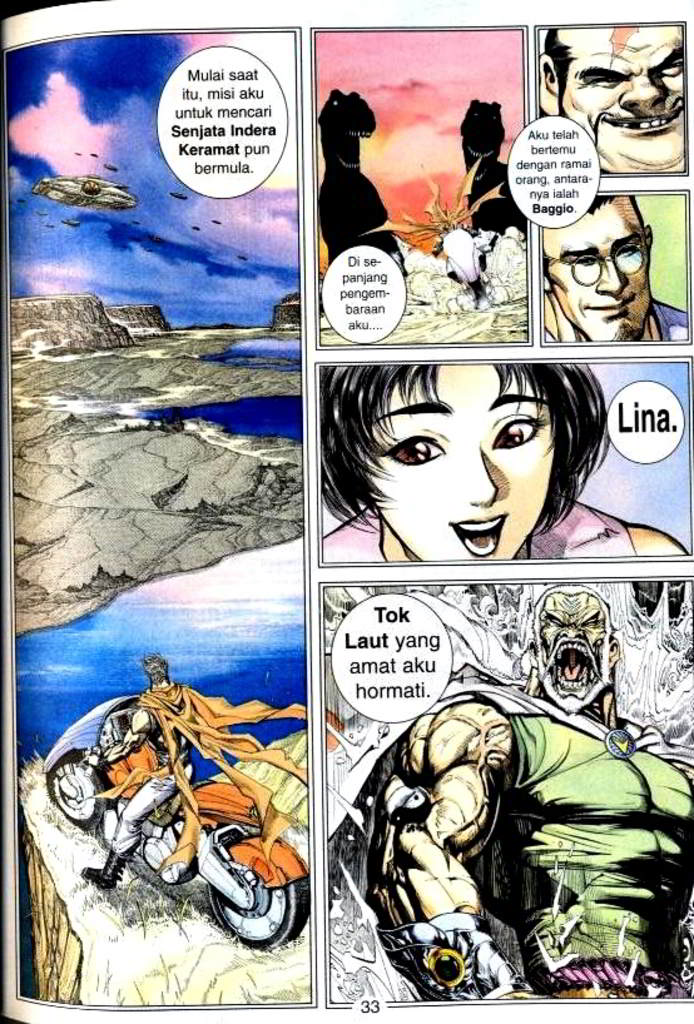 Mulai saat
itu, misi aku
untuk mencari
Senjata Indera
Keramat pun
bermula.
Di se-
panjang
pengem-
baraan
aku....
Aku telah
bertemu
dengan ramai
orang, antara-
nya ialah
Baggio.
Lina.
Tok
Laut yang
amat aku
hormati.
33